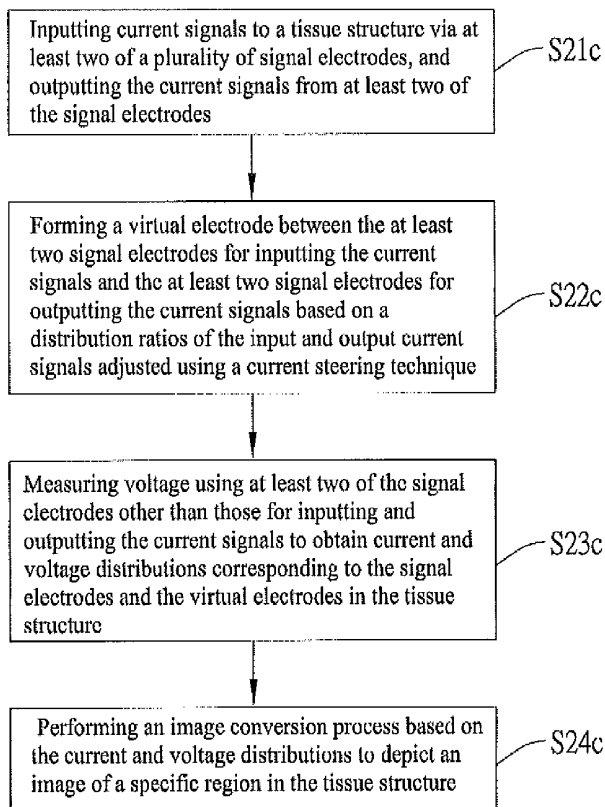 Inputting current signals to a tissue structure via at
least two of a plurality of signal electrodes, and
outputting the current signals from at least two of
the signal electrodes
S21c
Forming a virtual electrode between the at least
two signal electrodes for inputting the current
signals and the at least two signal electrodes for
outputting the current signals based on a
distribution ratios of the input and output current
signals adjusted using a current steering technique
S22c
Measuring voltage using at least two of the signal
electrodes other than those for inputting and
outputting the current signals to obtain current and
voltage distributions corresponding to the signal
electrodes and the virtual electrodes in the tissue
structure
S23c
Performing an image conversion process based on
the current and voltage distributions to depict an
image of a specific region in the tissue structure
S24c